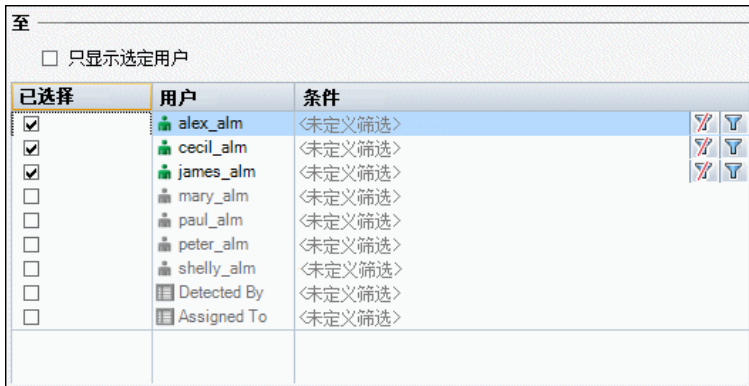 至
只显示选定用户
已选择 用户 条件
alex_alm <未定义筛选>
cecil_alm <未定义筛选>
james_alm <未定义筛选>
mary_alm <未定义筛选>
paul_alm <未定义筛选>
peter_alm <未定义筛选>
shelly_alm <未定义筛选>
Detected By <未定义筛选>
Assigned To <未定义筛选>